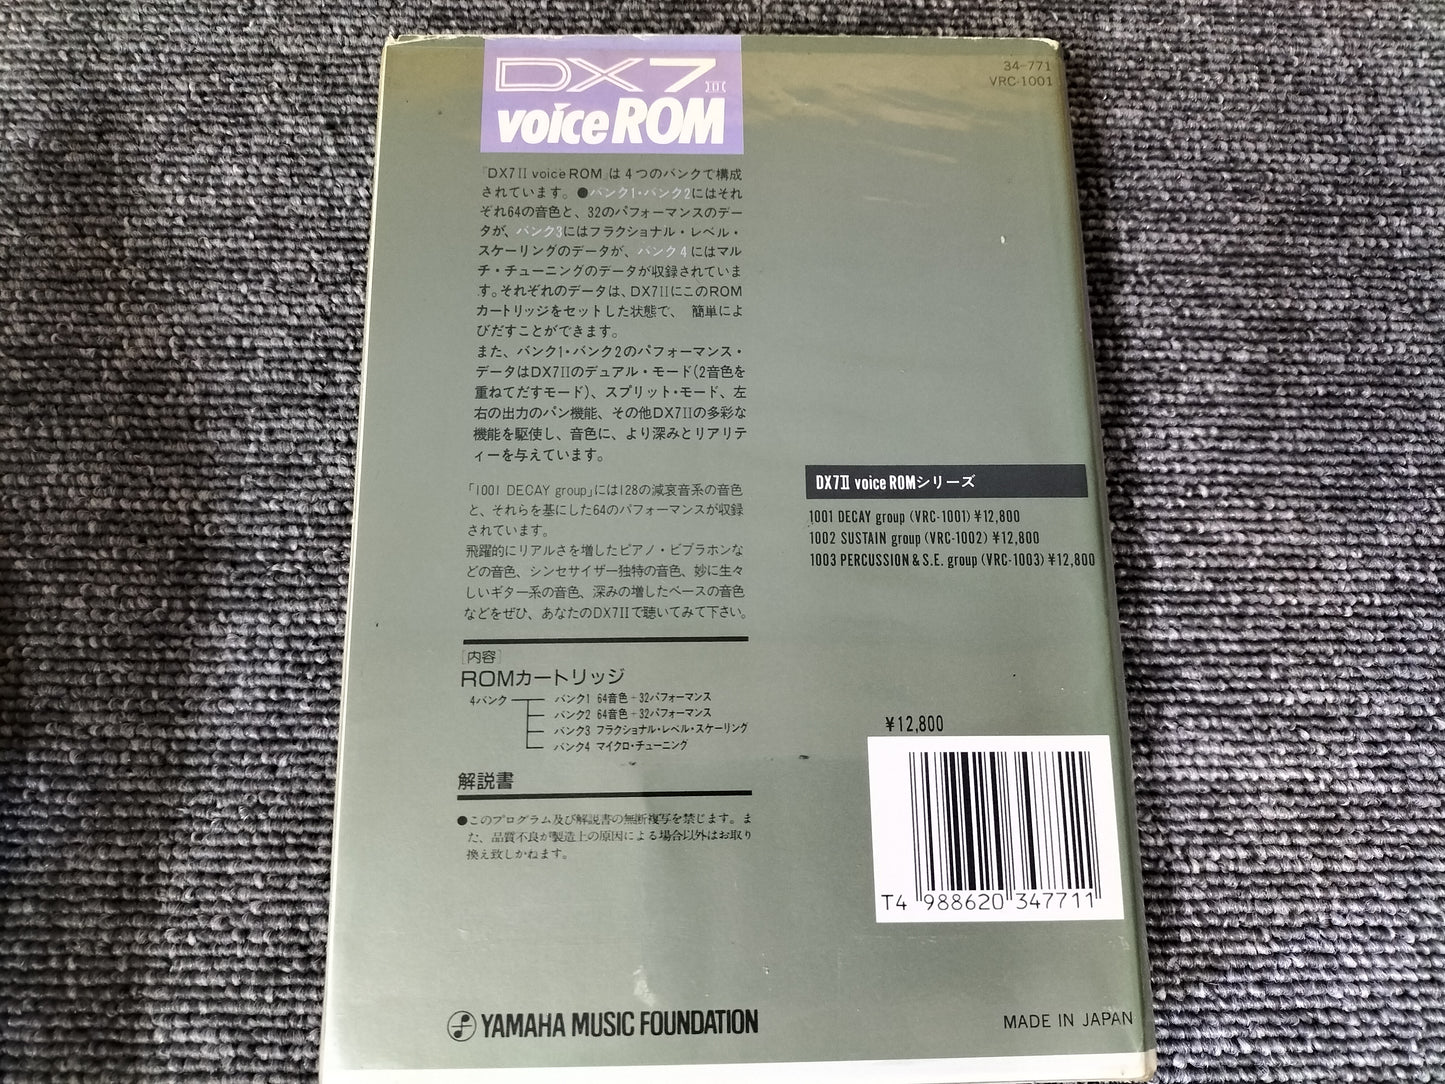 DX7II
voice ROM
34-771
VRC-1001
「DX7II voice ROM」は4つのバンクで構成
されています。●バンク1・バンク2にはそれ
ぞれ64の音色と、32のパフォーマンスのデー
タが、バンク3にはフラクショナル・レベル・
スケーリングのデータが、バンク4にはマル
チ・チューニングのデータが収録されていま
す。それぞれのデータは、DX7IIにこのROM
カートリッジをセットした状態で、簡単によ
びだすことができます。
また、バンク1・バンク2のパフォーマンス・
データはDX7IIのデュアル・モード(2音色を
重ねてだすモード)、スプリット・モード、左
右の出力のパン機能、その他DX7IIの多彩な
機能を駆使し、音色に、より深みとリアリテ
ィーを与えています。
「1001 DECAY group」には128の減哀音系の音色
と、それらを基にした64のパフォーマンスが収録
されています。
飛躍的にリアルさを増したピアノ・ビブラホンな
どの音色、シンセサイザー独特の音色、妙に生々
しいギター系の音色、深みの増したベースの音色
などをぜひ、あなたのDX7IIで聴いてみて下さい。
[内容]
ROMカートリッジ
4バンク
バンク1 64音色+32パフォーマンス
バンク2 64音色+32パフォーマンス
バンク3 フラクショナル・レベル・スケーリング
バンク4 マイクロ・チューニング
解説書
●このプログラム及び解説書の無断複写を禁じます。ま
た、品質不良が製造上の原因による場合以外はお取り
換え致しかねます。
DX7II voice ROMシリーズ
1001 DECAY group (VRC-1001) ¥12,800
1002 SUSTAIN group (VRC-1002) ¥12,800
1003 PERCUSSION & S.E. group (VRC-1003) ¥12,800
¥12,800
T4 988620 347711
YAMAHA MUSIC FOUNDATION
MADE IN JAPAN